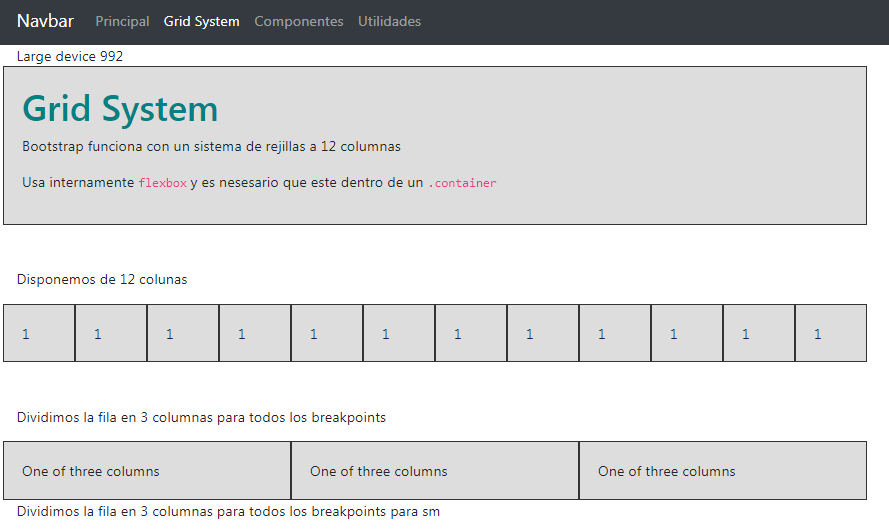 Navbar Principal Grid System Componentes Utilidades
Large device 992
Grid System
Bootstrap funciona con un sistema de rejillas a 12 columnas
Usa internamente flexbox y es nesesario que este dentro de un .container
Disponemos de 12 colunas
1 1 1 1 1 1 1 1 1 1 1 1
Dividimos la fila en 3 columnas para todos los breakpoints
One of three columns One of three columns One of three columns
Dividimos la fila en 3 columnas para todos los breakpoints para sm